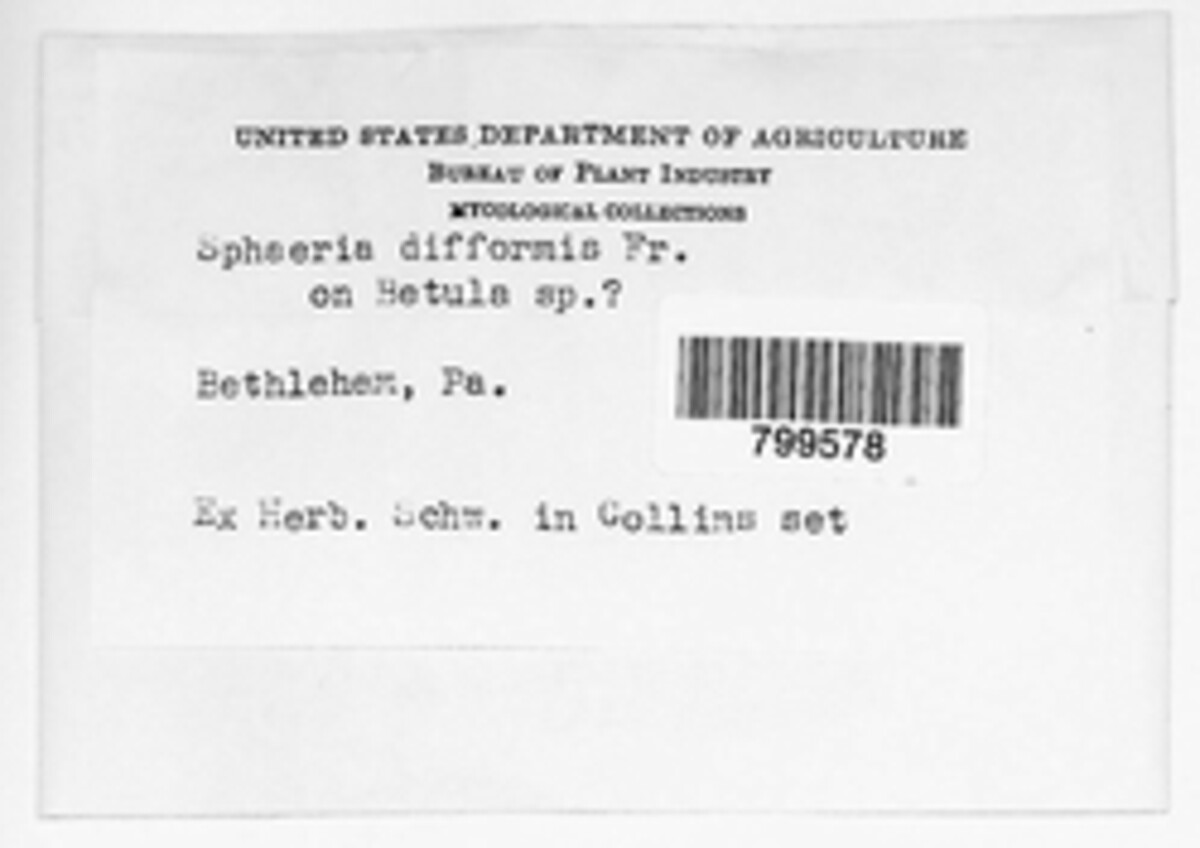 UNITED STATES DEPARTMENT OF AGRICULTURE
BUREAU OF PLANT INDUSTRY
MYCOLOGICAL COLLECTIONS
Sphaeria difformis Fr.
on Betula sp.?
Bethlehem, Pa.
799578
Ex Herb. Schw. in Collins set